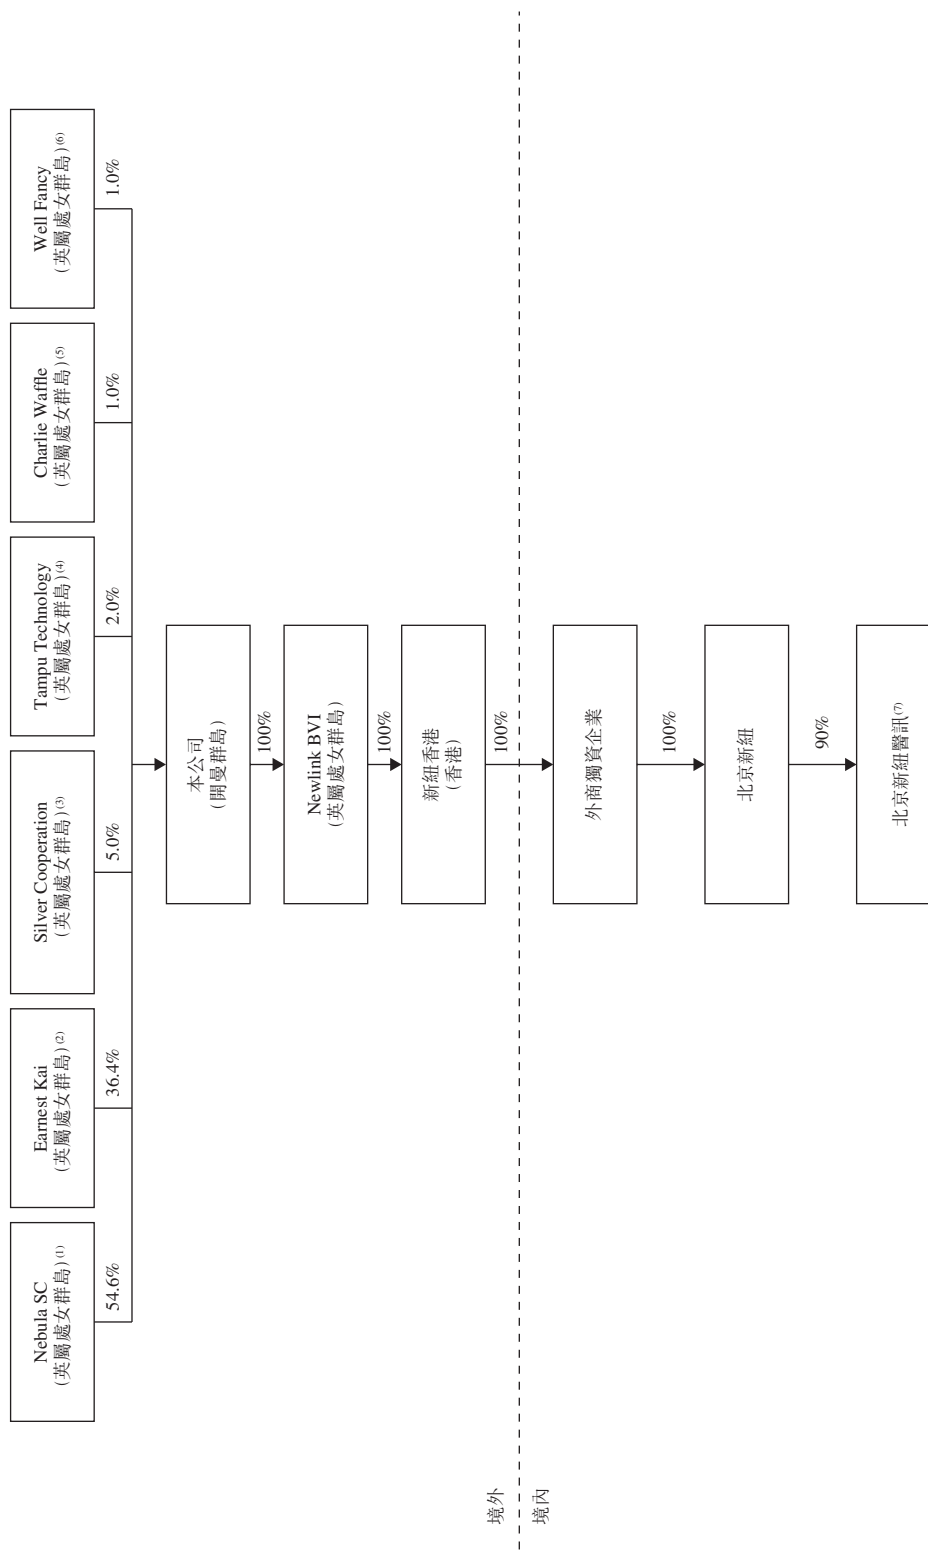 Nebula SC
(英屬處女群島)(1)
Earnest Kai
(英屬處女群島)(2)
Silver Cooperation
(英屬處女群島)(3)
Tampu Technology
(英屬處女群島)(4)
Charlie Waffle
(英屬處女群島)(5)
Well Fancy
(英屬處女群島)(6)
54.6%
36.4%
5.0%
2.0%
1.0%
1.0%
本公司
(開曼群島)
100%
Newlink BVI
(英屬處女群島)
100%
新紐香港
(香港)
100%
境外
境內
外商獨資企業
100%
北京新紐
90%
北京新紐醫訊(7)